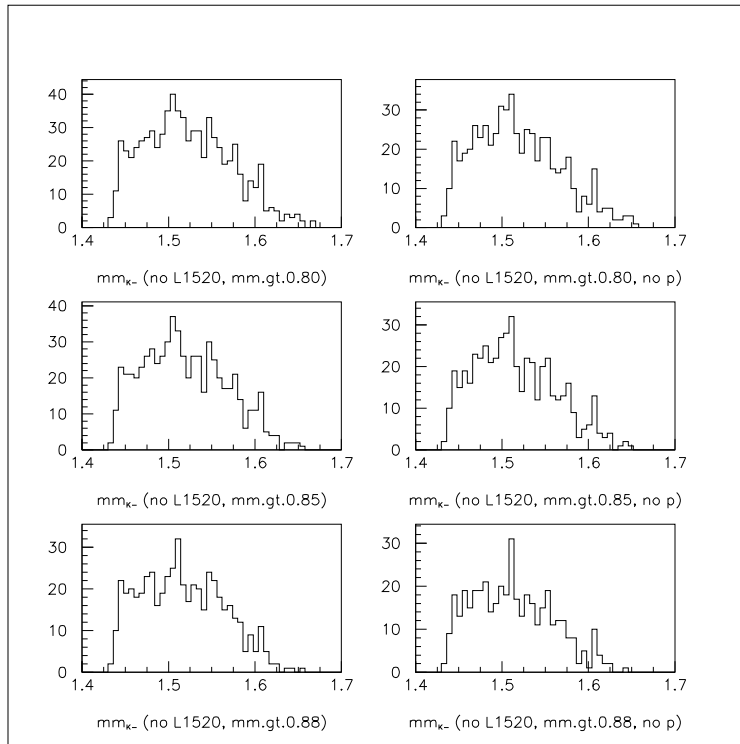 40
30
20
10
0
1.4 1.5 1.6 1.7
mmK− (no L1520, mm.gt.0.80)
30
20
10
0
1.4 1.5 1.6 1.7
mmK− (no L1520, mm.gt.0.80, no p)
40
30
20
10
0
1.4 1.5 1.6 1.7
mmK− (no L1520, mm.gt.0.85)
30
20
10
0
1.4 1.5 1.6 1.7
mmK− (no L1520, mm.gt.0.85, no p)
30
20
10
0
1.4 1.5 1.6 1.7
mmK− (no L1520, mm.gt.0.88)
30
20
10
0
1.4 1.5 1.6 1.7
mmK− (no L1520, mm.gt.0.88, no p)